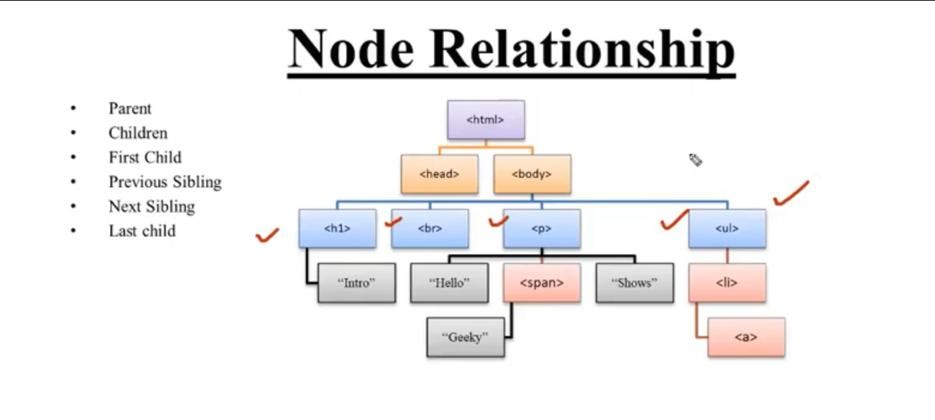 Node Relationship
• Parent
• Children
• First Child
• Previous Sibling
• Next Sibling
• Last child
<html>
<head> <body>
<h1> <br> <p> <ul>
“Intro” “Hello” <span> “Shows” <li>
“Geeky” <a>